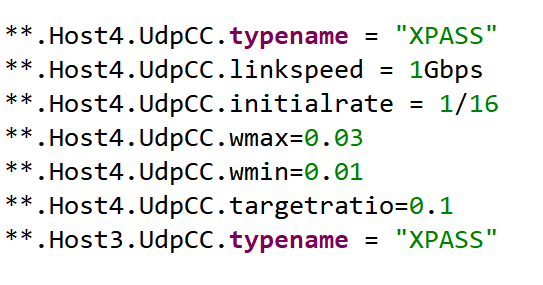 **.Host4.UdpCC.typename = "XPASS"
**.Host4.UdpCC.linkspeed = 1Gbps
**.Host4.UdpCC.initialrate = 1/16
**.Host4.UdpCC.wmax=0.03
**.Host4.UdpCC.wmin=0.01
**.Host4.UdpCC.targetratio=0.1
**.Host3.UdpCC.typename = "XPASS"